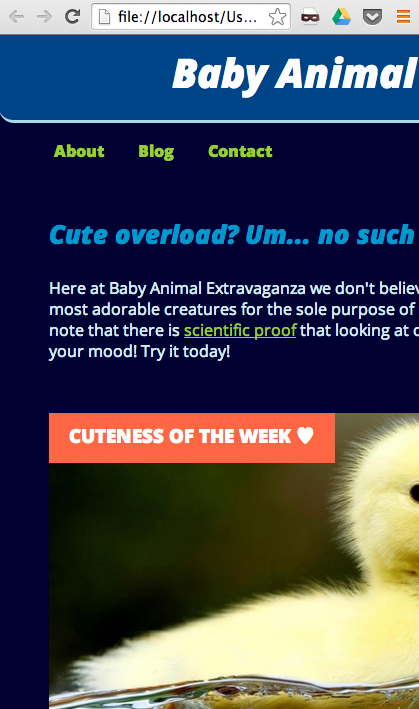 file://localhost/Us...
Baby Animal
About Blog Contact
Cute overload? Um... no such
Here at Baby Animal Extravaganza we don't believ
most adorable creatures for the sole purpose of
note that there is scientific proof that looking at c
your mood! Try it today!
CUTENESS OF THE WEEK ♥